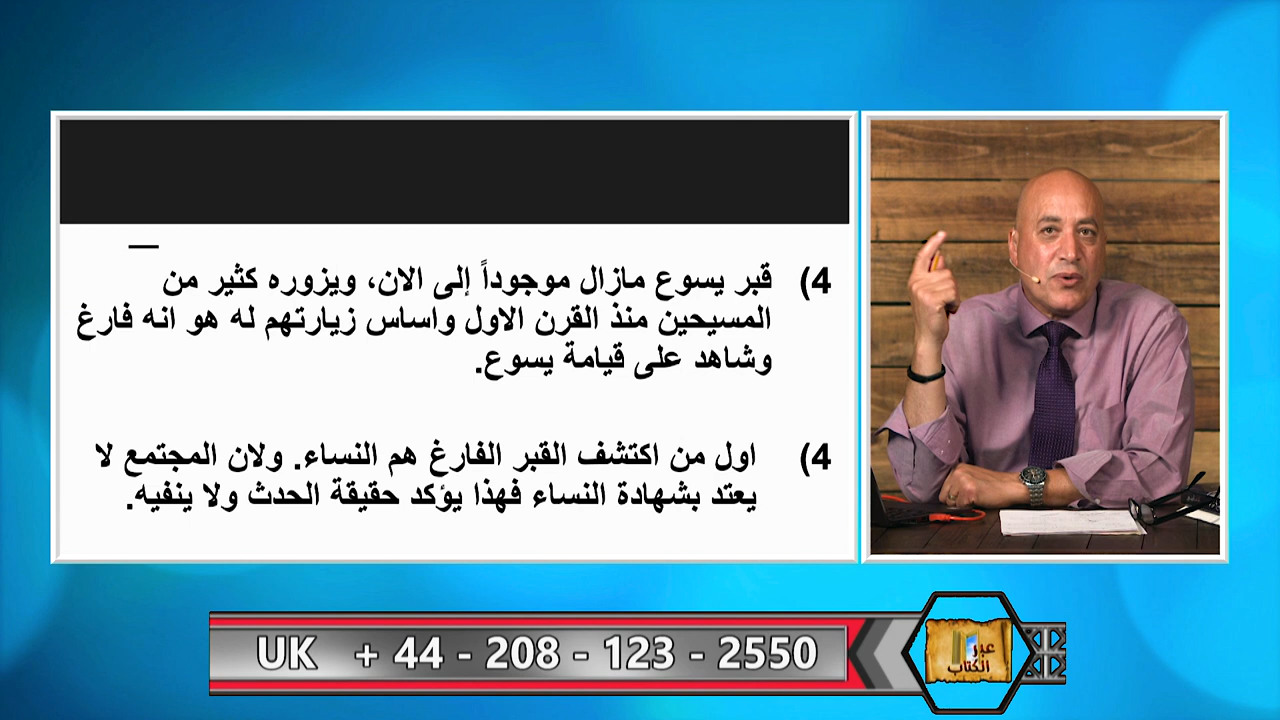 4) قبر يسوع مازال موجوداً إلى الان، ويزوره كثير من
المسيحين منذ القرن الاول واساس زيارتهم له هو انه فارغ
وشاهد على قيامة يسوع.
4) اول من اكتشف القبر الفارغ هم النساء. ولان المجتمع لا
يعتد بشهادة النساء فهذا يؤكد حقيقة الحدث ولا ينفيه.
UK + 44 - 208 - 123 - 2550
عبر
الكتاب